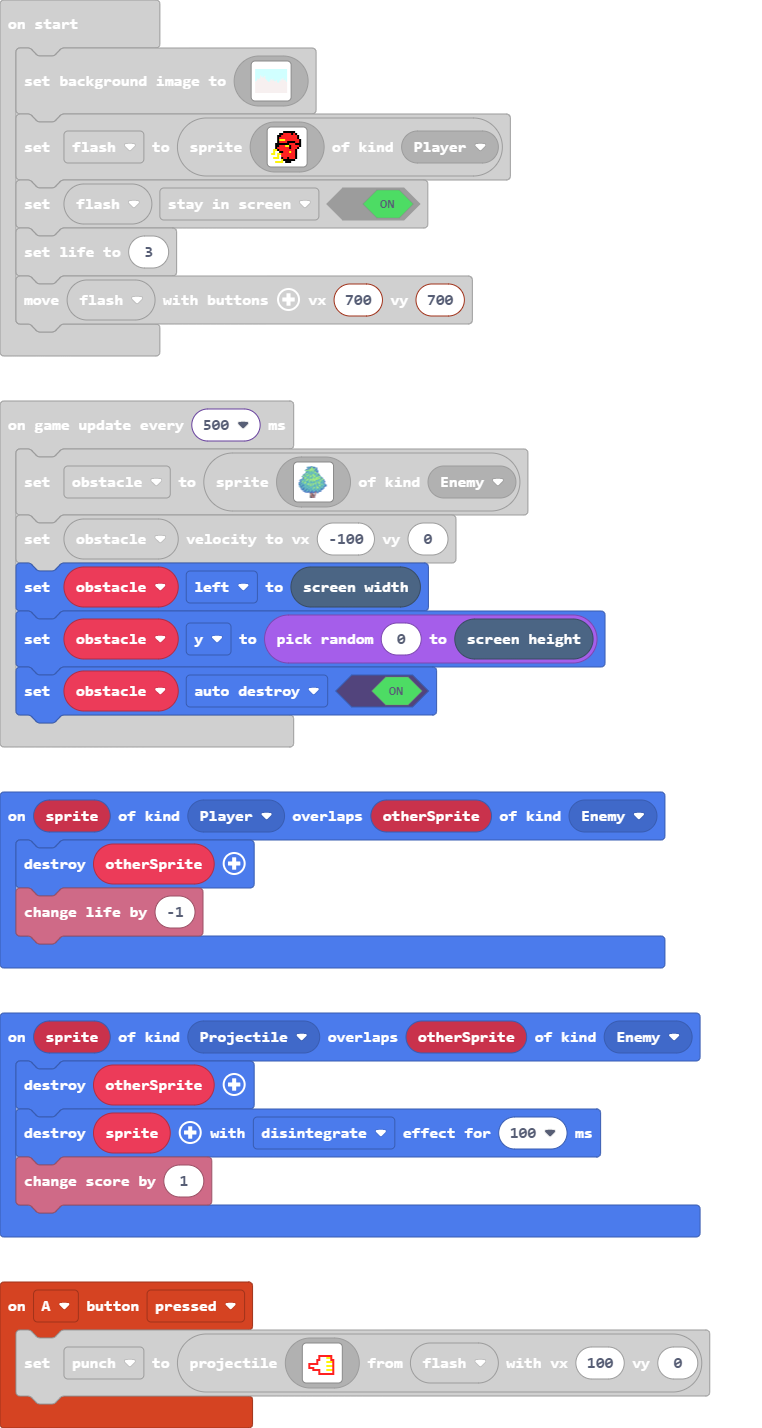 on start
set background image to
set flash to sprite of kind Player
set flash stay in screen ON
set life to 3
move flash with buttons vx 700 vy 700
on game update every 500 ms
set obstacle to sprite of kind Enemy
set obstacle velocity to vx -100 vy 0
set obstacle left to screen width
set obstacle y to pick random 0 to screen height
set obstacle auto destroy ON
on sprite of kind Player overlaps otherSprite of kind Enemy
destroy otherSprite
change life by -1
on sprite of kind Projectile overlaps otherSprite of kind Enemy
destroy otherSprite
destroy sprite with disintegrate effect for 100 ms
change score by 1
on A button pressed
set punch to projectile from flash with vx 100 vy 0